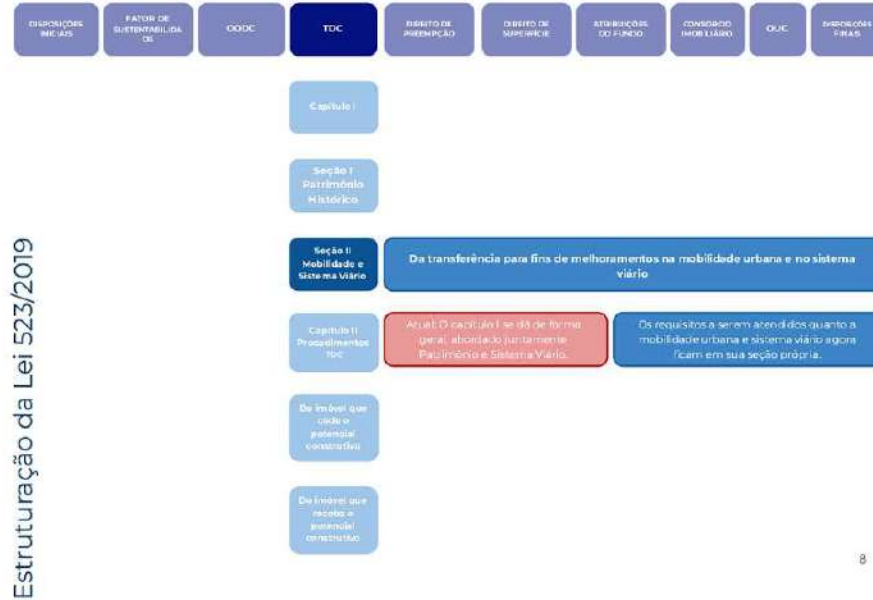 DISPOSIÇÕES
INICIAIS
FATOR DE
SUSTENTABILIDA
DE
OODC
TDC
DIREITO DE
PREEMPÇÃO
DIREITO DE
SUPERFÍCIE
ATRIBUIÇÕES
DO FUNDO
CONSÓRCIO
IMOBILIÁRIO
OUC
DISPOSIÇÕES
FINAIS
Estruturação da Lei 523/2019
Capítulo I
Seção I
Patrimônio
Histórico
Seção II
Mobilidade e
Sistema Viário
Da transferência para fins de melhoramentos na mobilidade urbana e no sistema
viário
Capítulo II
Procedimentos
TDC
Atual: O capítulo I se dá de forma
geral, abordado juntamente
Patrimônio e Sistema Viário.
Os requisitos a serem atendidos quanto a
mobilidade urbana e sistema viário agora
ficam em sua seção própria.
Do imóvel que
cede o
potencial
construtivo
Do imóvel que
recebe o
potencial
construtivo
8